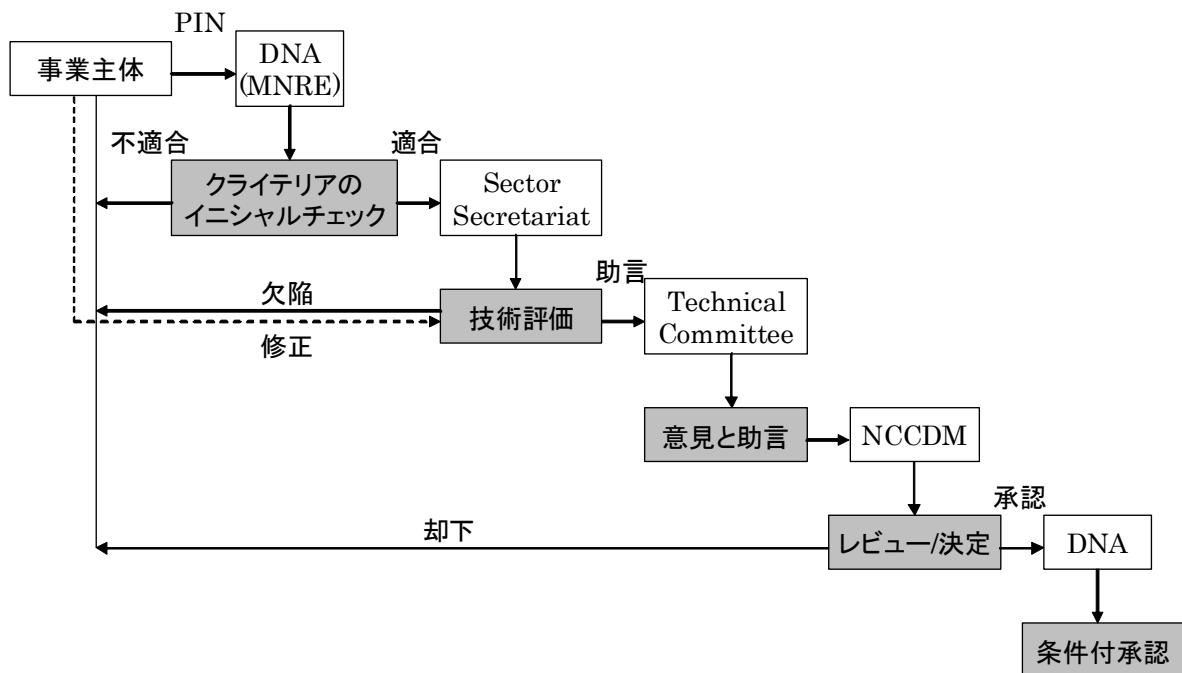 PIN
事業主体
DNA
(MNRE)
不適合
適合
クライテリアの
イニシャルチェック
Sector
Secretariat
助言
欠陥
技術評価
Technical
Committee
修正
意見と助言
NCCDM
承認
却下
レビュー/決定
DNA
条件付承認